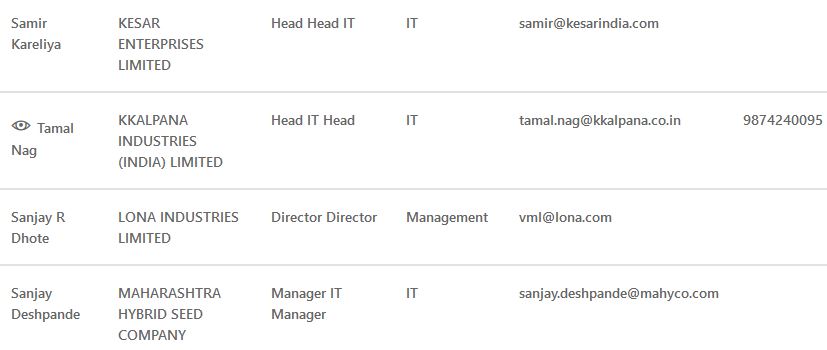 Samir Kareliya KESAR ENTERPRISES LIMITED Head Head IT IT samir@kesarindia.com
Tamal Nag KKALPANA INDUSTRIES (INDIA) LIMITED Head IT Head IT tamal.nag@kkalpana.co.in 9874240095
Sanjay R Dhote LONA INDUSTRIES LIMITED Director Director Management vml@lona.com
Sanjay Deshpande MAHARASHTRA HYBRID SEED COMPANY Manager IT Manager IT sanjay.deshpande@mahyco.com